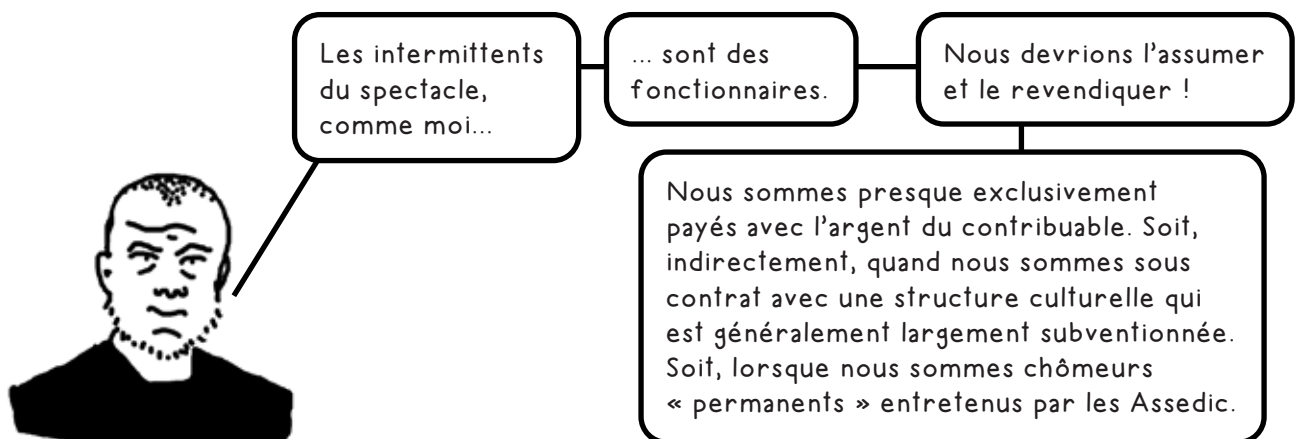 Les intermittents
du spectacle,
comme moi...
... sont des
fonctionnaires.
Nous devrions l’assumer
et le revendiquer !
Nous sommes presque exclusivement
payés avec l’argent du contribuable. Soit,
indirectement, quand nous sommes sous
contrat avec une structure culturelle qui
est généralement largement subventionnée.
Soit, lorsque nous sommes chômeurs
« permanents » entretenus par les Assedic.